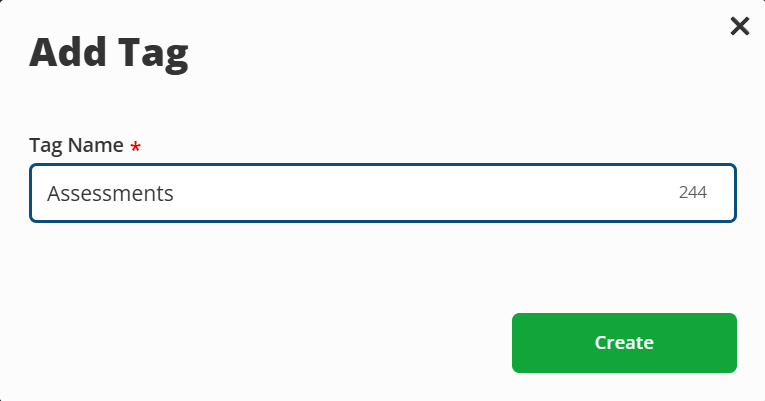 Add Tag
Tag Name *
Assessments 244
Create